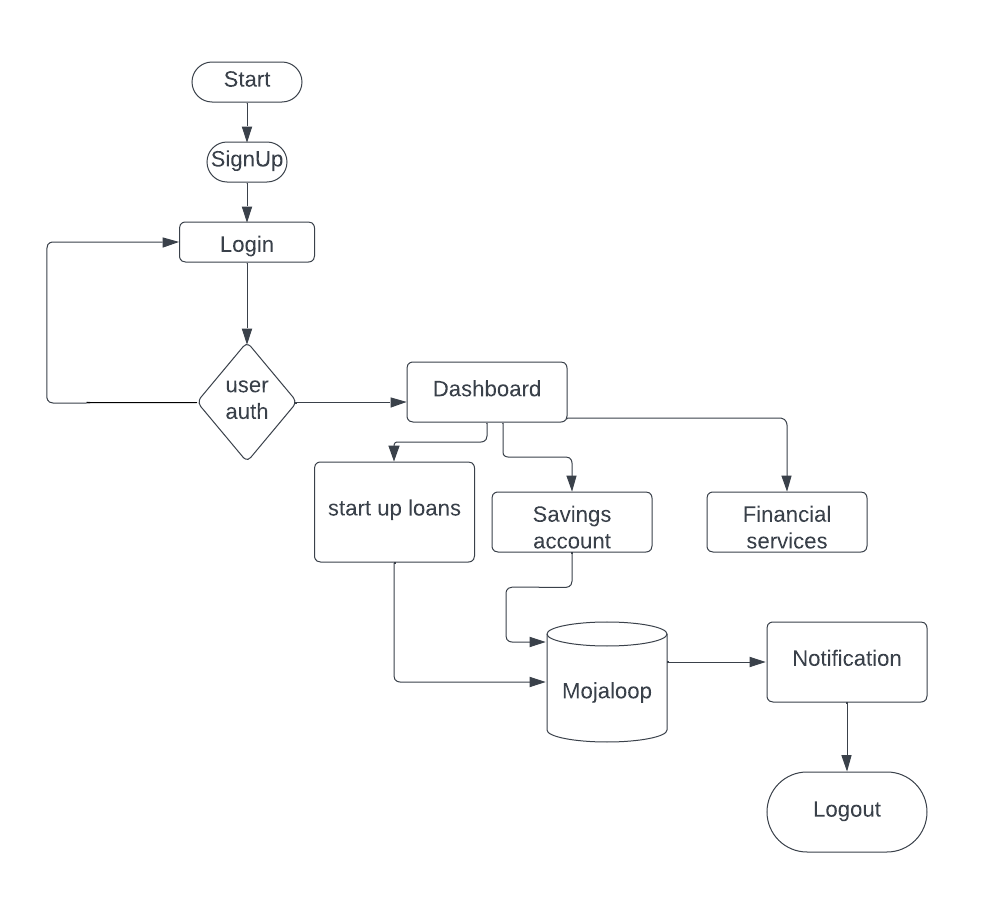 Start
SignUp
Login
user
auth
Dashboard
start up loans
Savings
account
Financial
services
Mojaloop
Notification
Logout